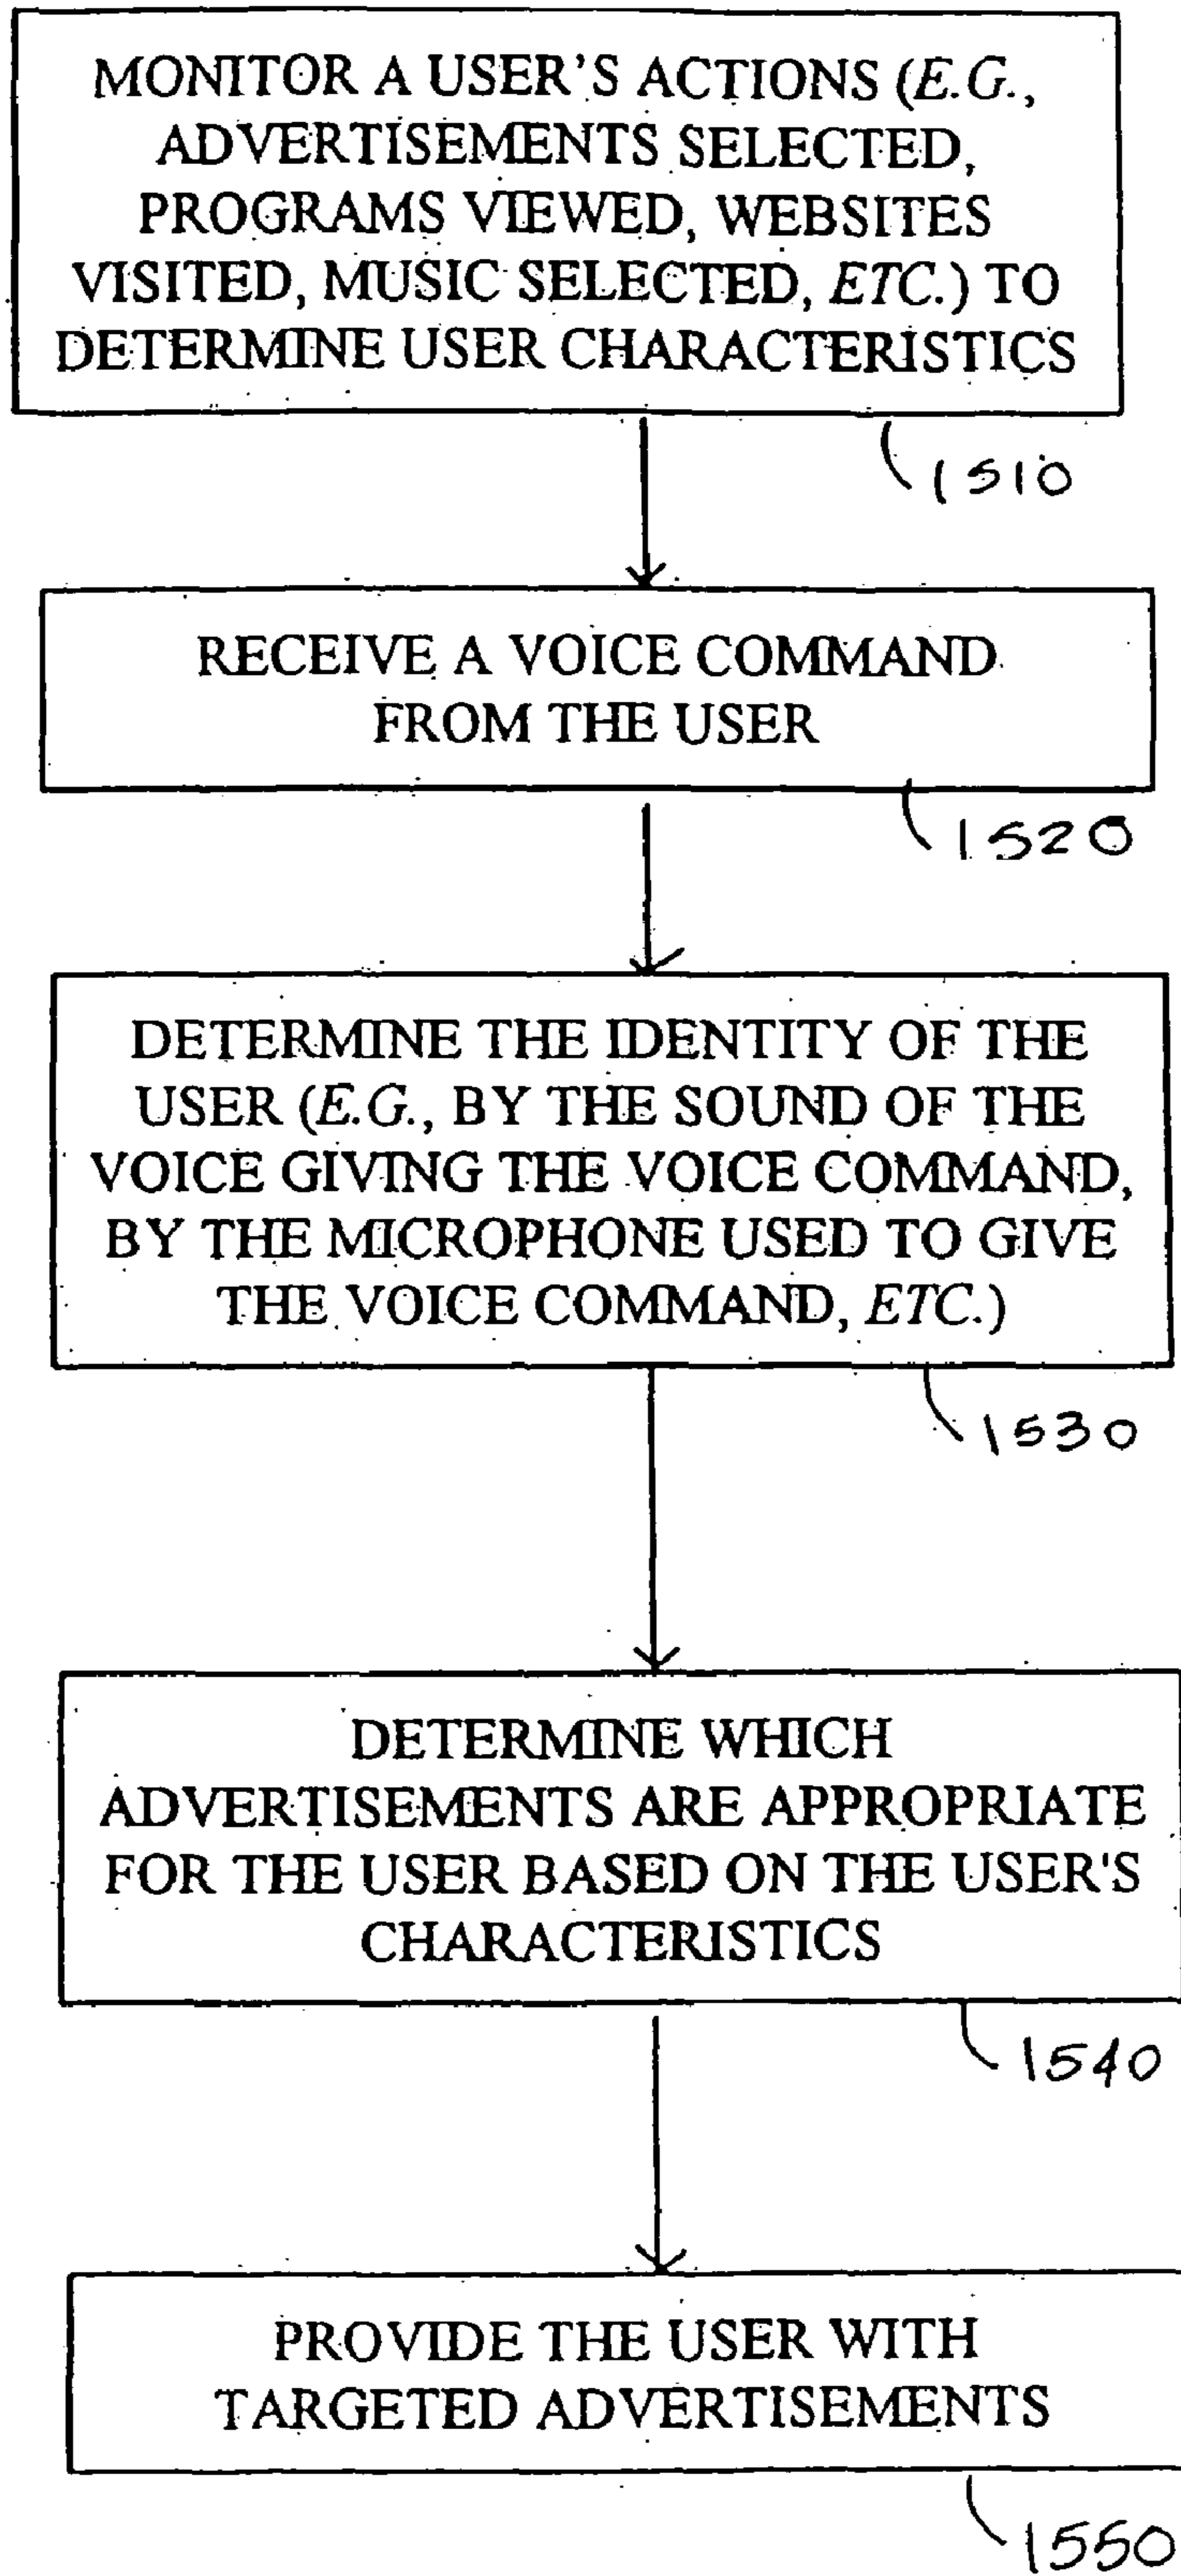 MONITOR A USER'S ACTIONS (E.G.,
ADVERTISEMENTS SELECTED,
PROGRAMS VIEWED, WEBSITES
VISITED, MUSIC SELECTED, ETC.) TO
DETERMINE USER CHARACTERISTICS
1510
RECEIVE A VOICE COMMAND
FROM THE USER
1520
DETERMINE THE IDENTITY OF THE
USER (E.G., BY THE SOUND OF THE
VOICE GIVING THE VOICE COMMAND,
BY THE MICROPHONE USED TO GIVE
THE VOICE COMMAND, ETC.)
1530
DETERMINE WHICH
ADVERTISEMENTS ARE APPROPRIATE
FOR THE USER BASED ON THE USER'S
CHARACTERISTICS
1540
PROVIDE THE USER WITH
TARGETED ADVERTISEMENTS
1550